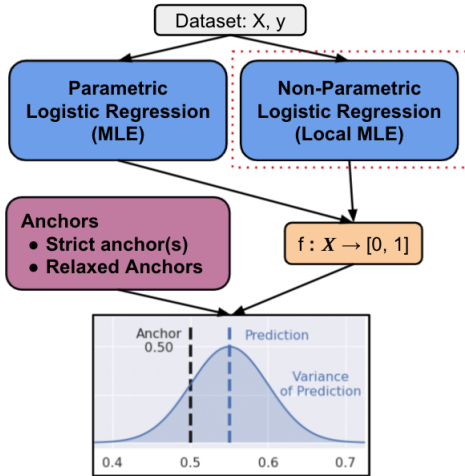 Dataset: X, y
Parametric
Logistic Regression
(MLE)
Non-Parametric
Logistic Regression
(Local MLE)
Anchors
● Strict anchor(s)
● Relaxed Anchors
f : X → [0, 1]
Anchor
0.50
Prediction
Variance
of Prediction
0.4 0.5 0.6 0.7